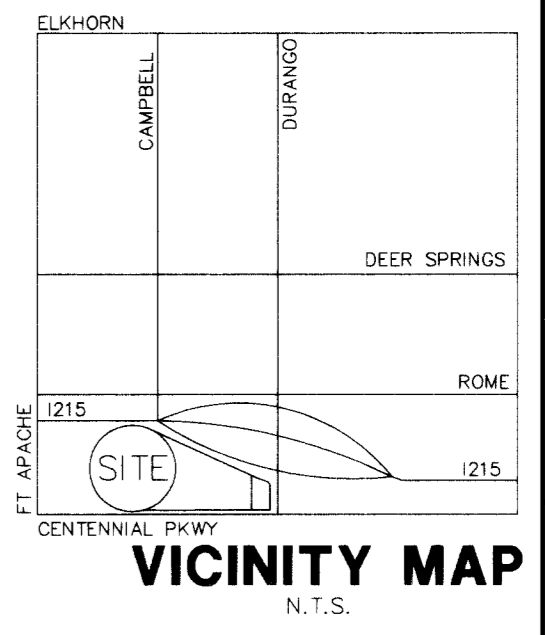 ELKHORN
CAMPBELL
DURANGO
DEER SPRINGS
ROME
I215
FT APACHE
SITE
I215
CENTENNIAL PKWY
VICINITY MAP
N.T.S.